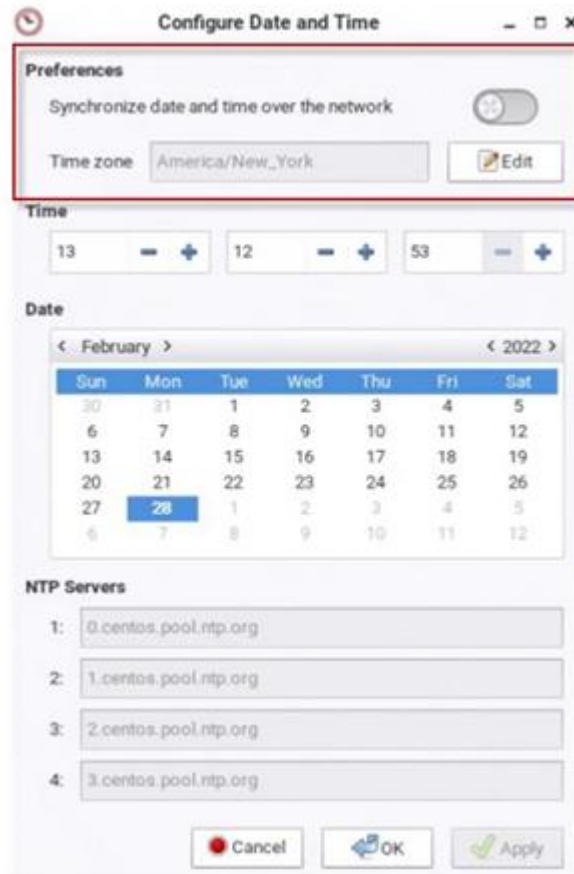 Configure Date and Time
Preferences
Synchronize date and time over the network
Time zone America/New_York Edit
Time
13 12 53
Date
< February > < 2022 >
Sun Mon Tue Wed Thu Fri Sat
30 31 1 2 3 4 5
6 7 8 9 10 11 12
13 14 15 16 17 18 19
20 21 22 23 24 25 26
27 28 1 2 3 4 5
6 7 8 9 10 11 12
NTP Servers
1: 0.centos.pool.ntp.org
2: 1.centos.pool.ntp.org
3: 2.centos.pool.ntp.org
4: 3.centos.pool.ntp.org
Cancel OK Apply